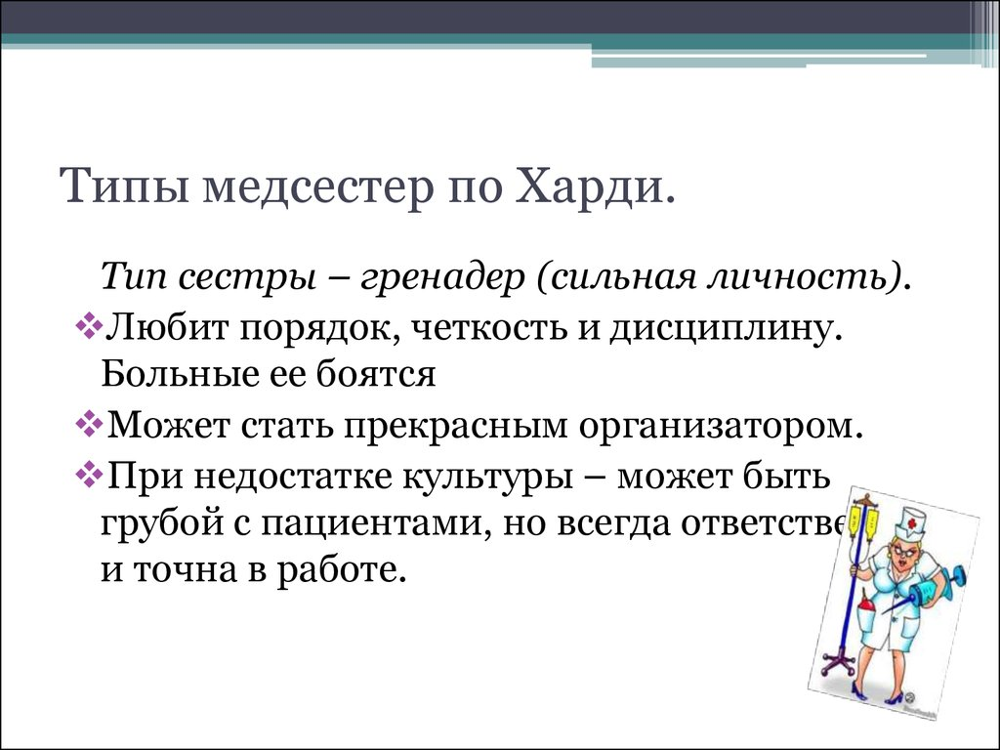 Типы медсестер по Харди.
Тип сестры – гренадер (сильная личность).
❖Любит порядок, четкость и дисциплину.
Больные ее боятся
❖Может стать прекрасным организатором.
❖При недостатке культуры – может быть
грубой с пациентами, но всегда ответстве
и точна в работе.